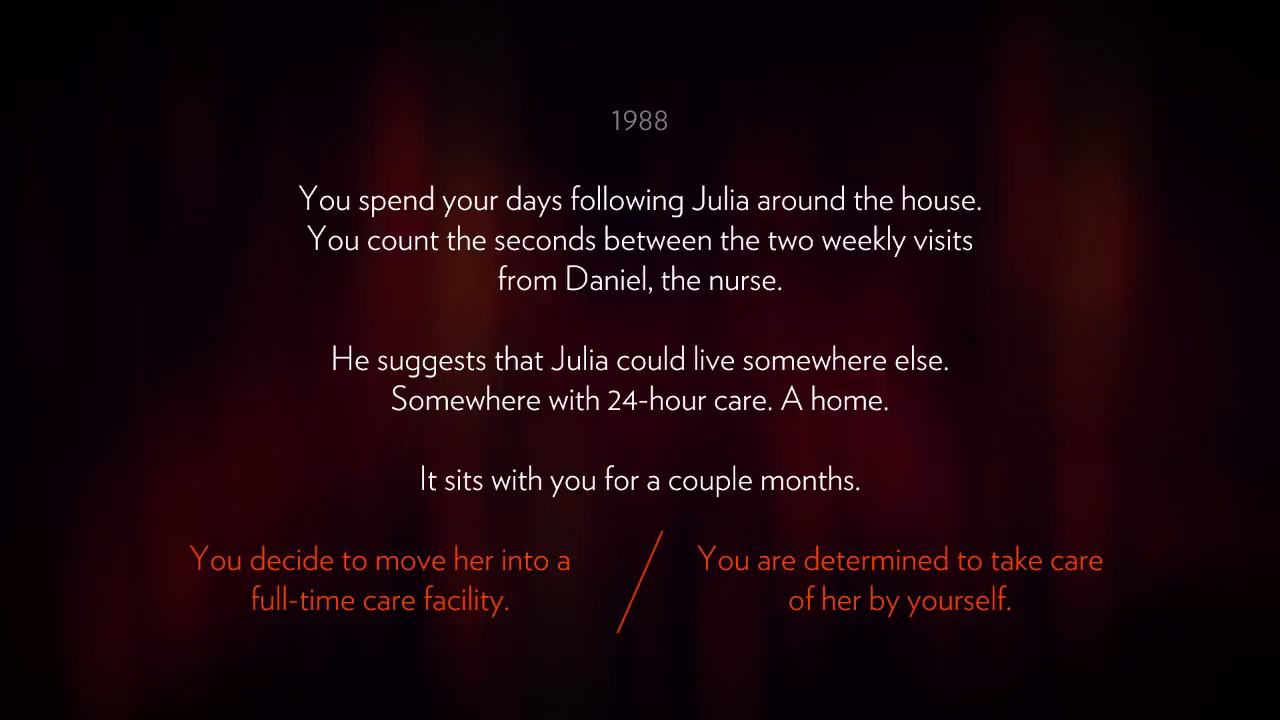 1988
You spend your days following Julia around the house.
You count the seconds between the two weekly visits
from Daniel, the nurse.
He suggests that Julia could live somewhere else.
Somewhere with 24-hour care. A home.
It sits with you for a couple months.
You decide to move her into a
full-time care facility.
You are determined to take care
of her by yourself.